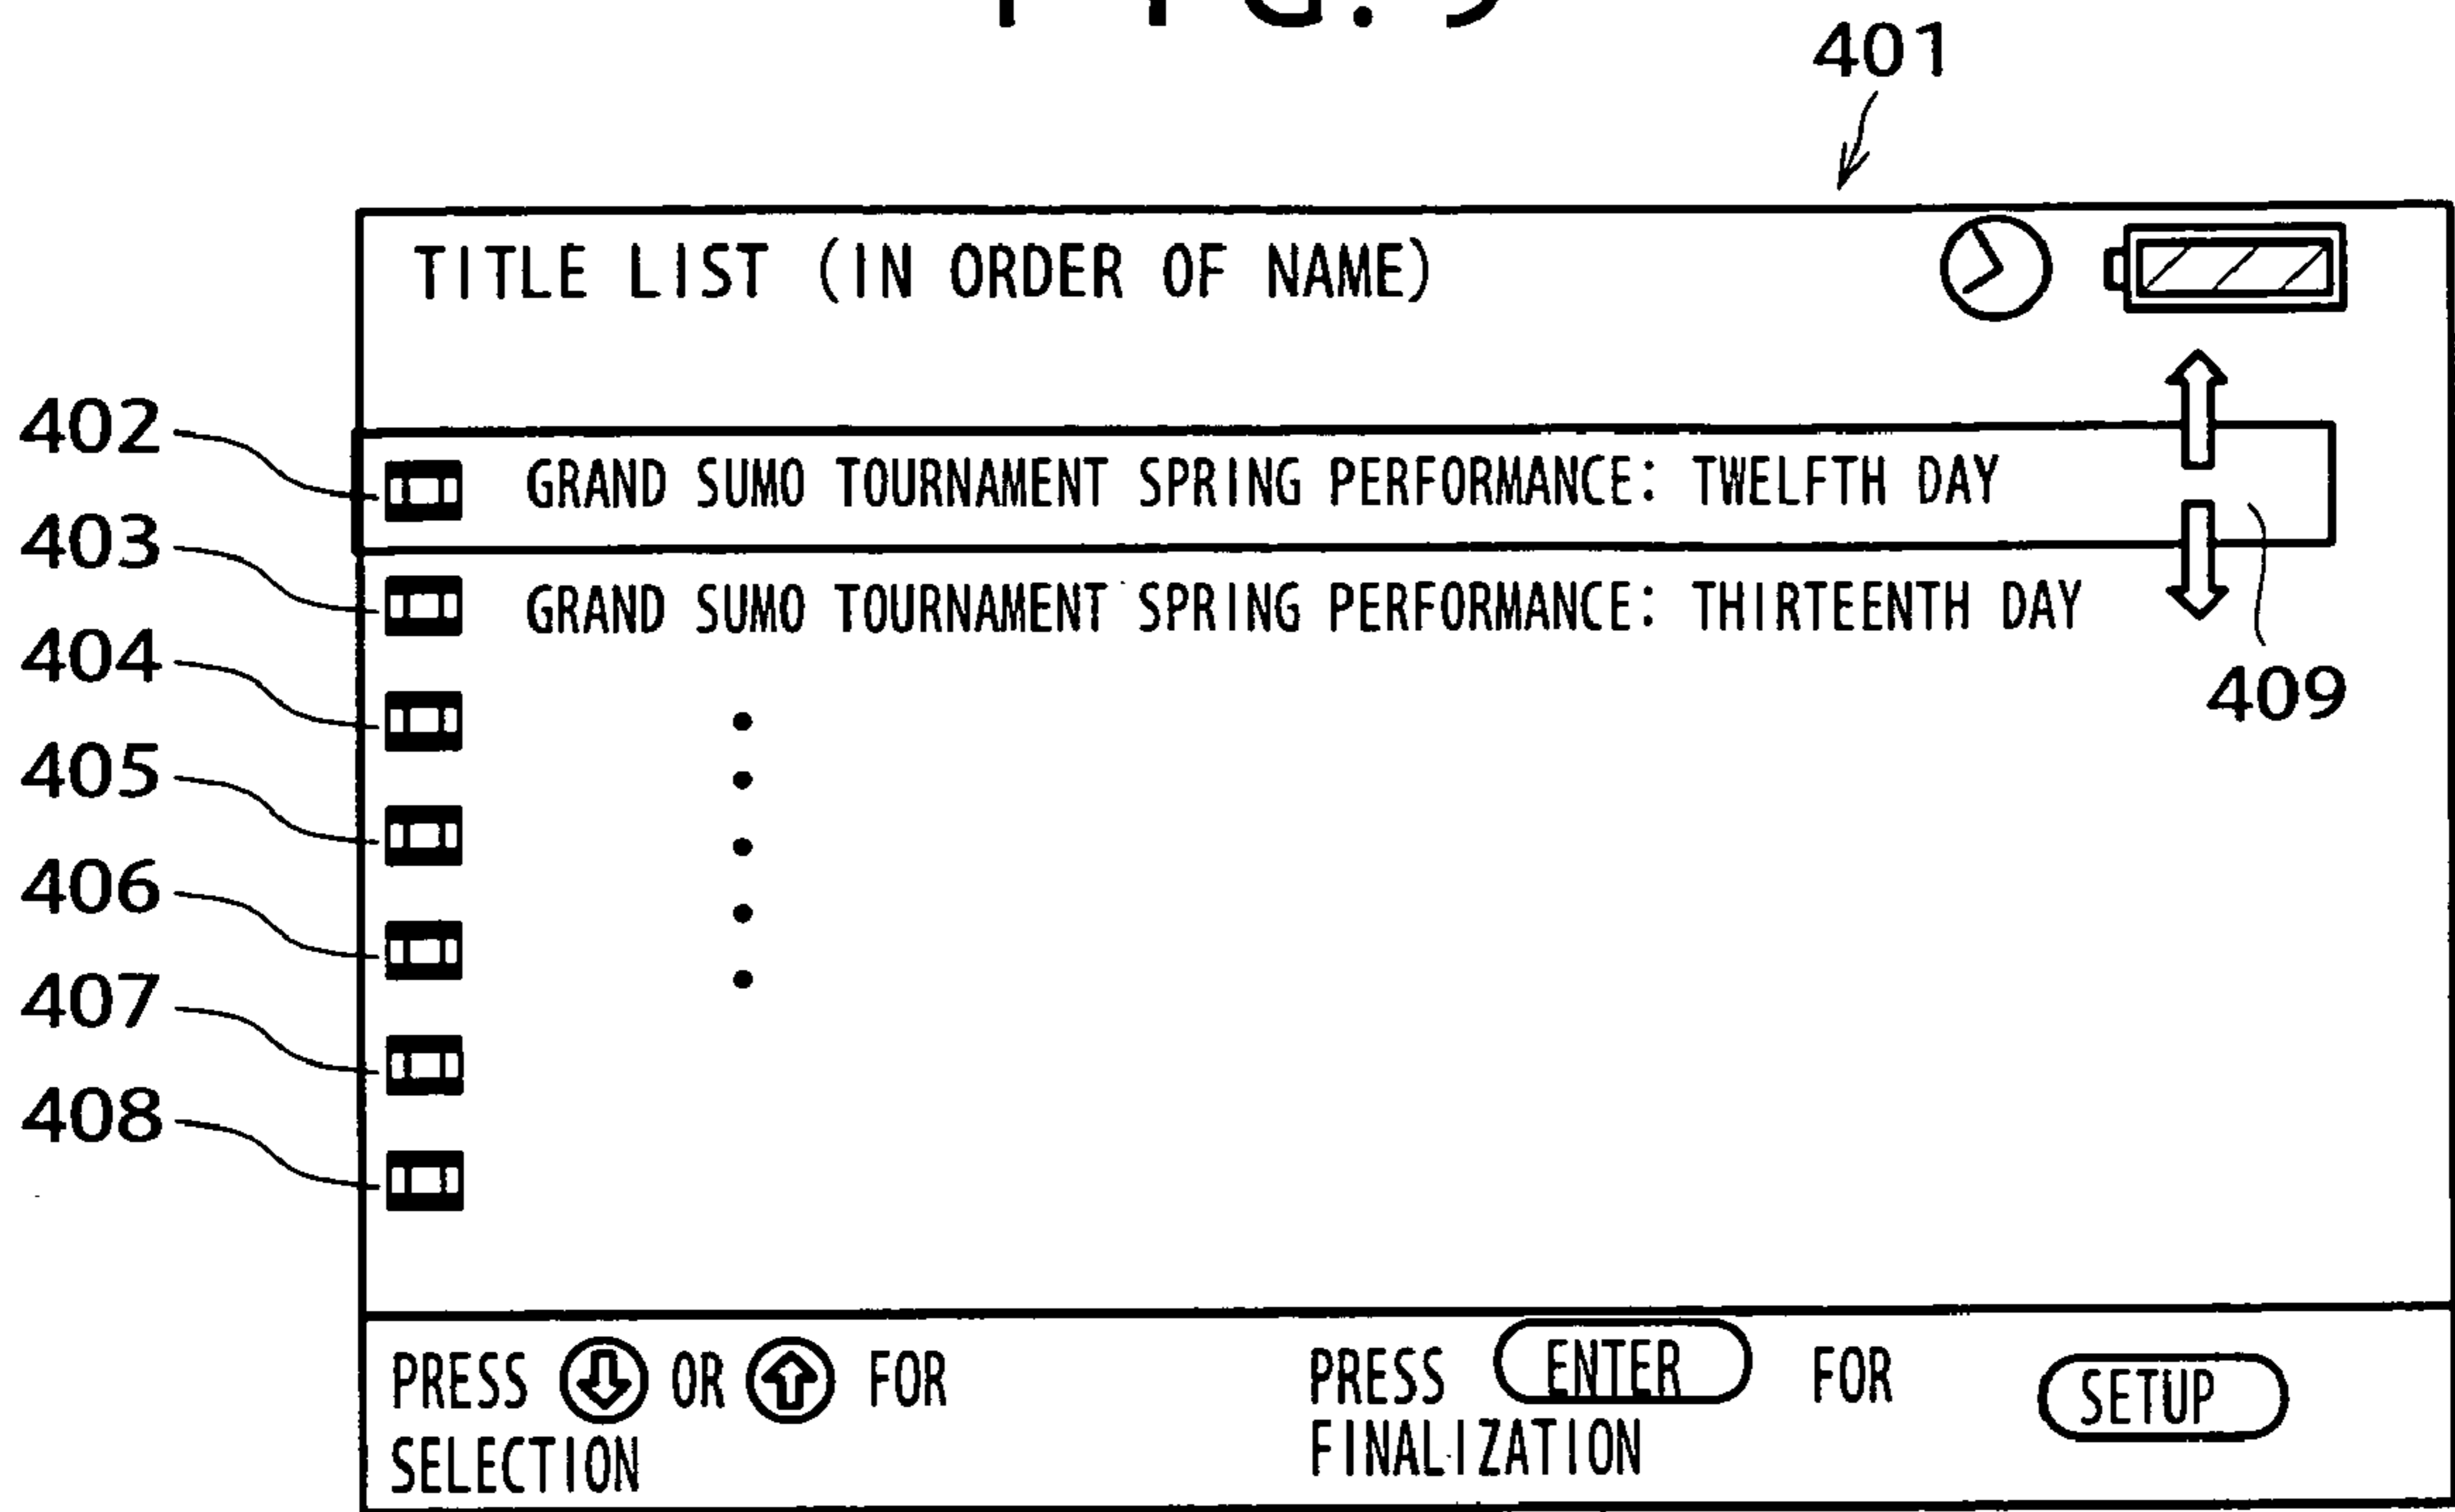 FIG. 9
401
TITLE LIST (IN ORDER OF NAME)
402
GRAND SUMO TOURNAMENT SPRING PERFORMANCE: TWELFTH DAY
403
GRAND SUMO TOURNAMENT SPRING PERFORMANCE: THIRTEENTH DAY
404
409
405
406
407
408
PRESS OR FOR
SELECTION
PRESS ENTER FOR
FINALIZATION
SETUP